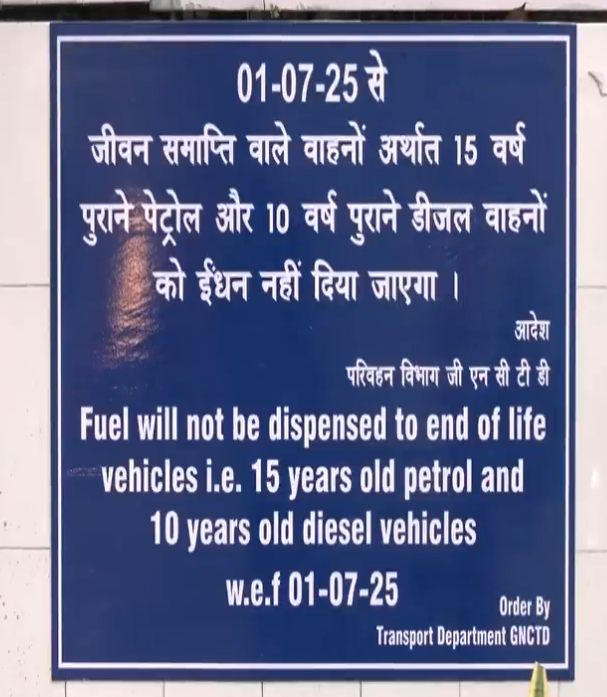 01-07-25 से
जीवन समाप्ति वाले वाहनों अर्थात 15 वर्ष
पुराने पेट्रोल और 10 वर्ष पुराने डीजल वाहनों
को ईंधन नहीं दिया जाएगा ।
आदेश
परिवहन विभाग जी एन सी टी डी
Fuel will not be dispensed to end of life
vehicles i.e. 15 years old petrol and
10 years old diesel vehicles
w.e.f 01-07-25
Order By
Transport Department GNCTD